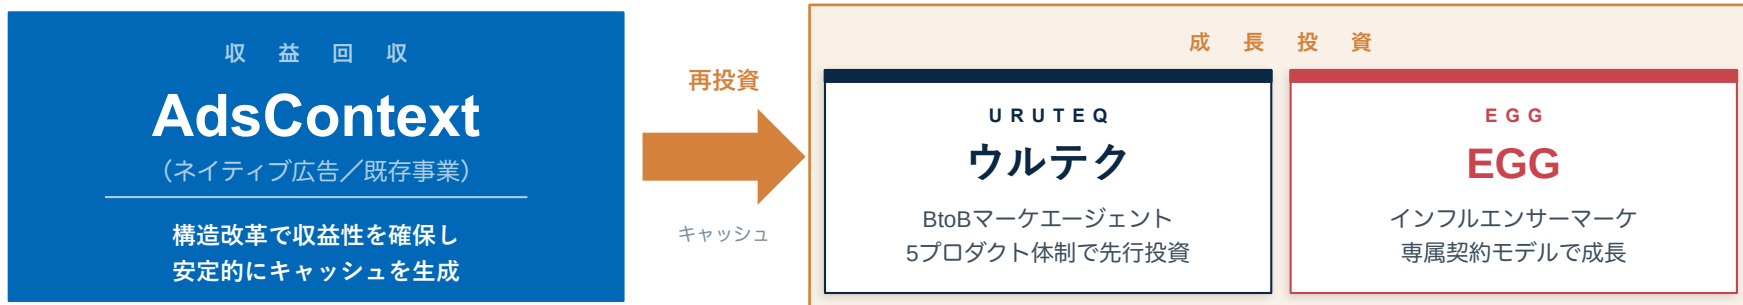 収益回収
AdsContext
（ネイティブ広告／既存事業）
構造改革で収益性を確保し
安定的にキャッシュを生成
再投資
キャッシュ
成長投資
URUTEQ
ウルテク
BtoBマーケエージェント
5プロダクト体制で先行投資
EGG
EGG
インフルエンサーマーケ
専属契約モデルで成長